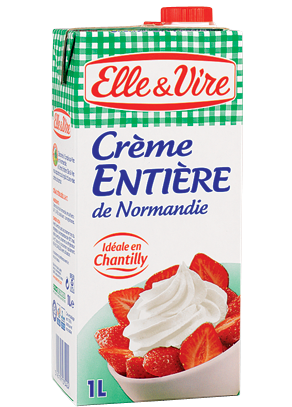 Elle & Vire
Crème
ENTIÈRE
de Normandie
Idéale en
Chantilly
1L